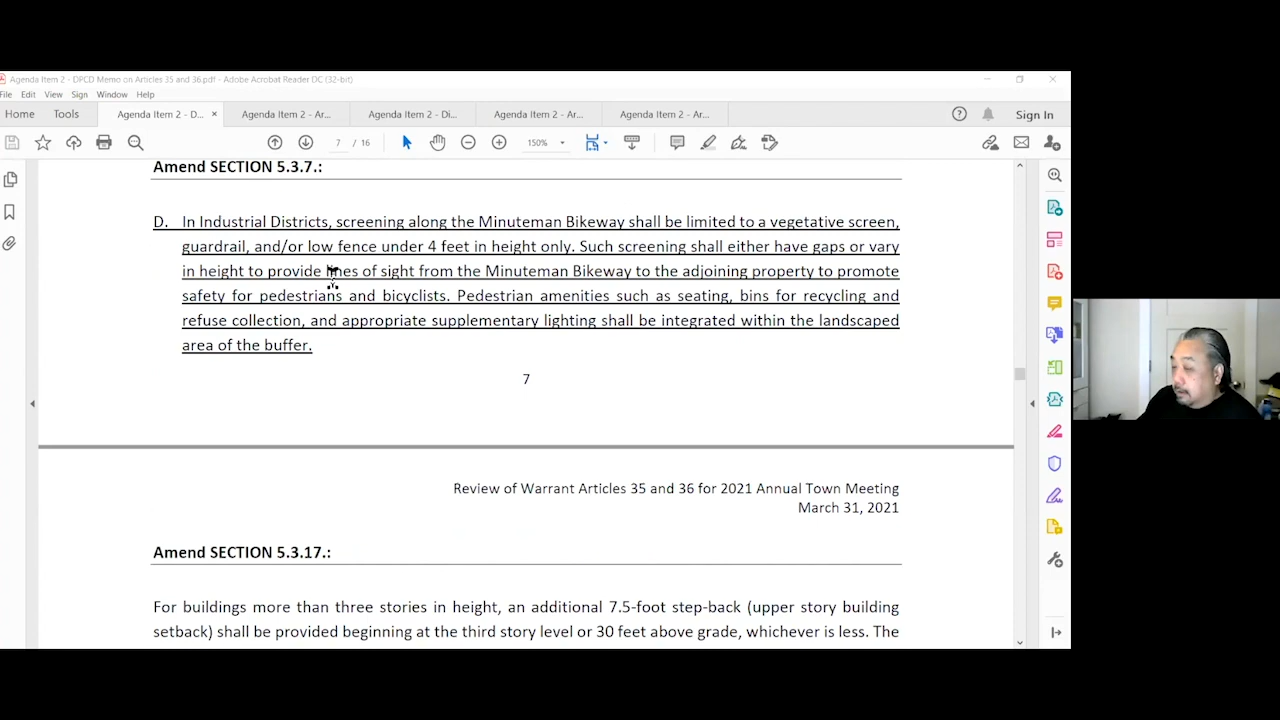 Agenda Item 2 - DPCD Memo on Articles 35 and 36.pdf - Adobe Acrobat Reader DC (32-bit)
File Edit View Sign Window Help
Home Tools Agenda Item 2 - D... × Agenda Item 2 - Ar... Agenda Item 2 - Di... Agenda Item 2 - Ar... Agenda Item 2 - Ar... Sign In
7 / 16 150%
Amend SECTION 5.3.7.:
D. In Industrial Districts, screening along the Minuteman Bikeway shall be limited to a vegetative screen,
guardrail, and/or low fence under 4 feet in height only. Such screening shall either have gaps or vary
in height to provide lines of sight from the Minuteman Bikeway to the adjoining property to promote
safety for pedestrians and bicyclists. Pedestrian amenities such as seating, bins for recycling and
refuse collection, and appropriate supplementary lighting shall be integrated within the landscaped
area of the buffer.
7
Review of Warrant Articles 35 and 36 for 2021 Annual Town Meeting
March 31, 2021
Amend SECTION 5.3.17.:
For buildings more than three stories in height, an additional 7.5-foot step-back (upper story building
setback) shall be provided beginning at the third story level or 30 feet above grade, whichever is less. The